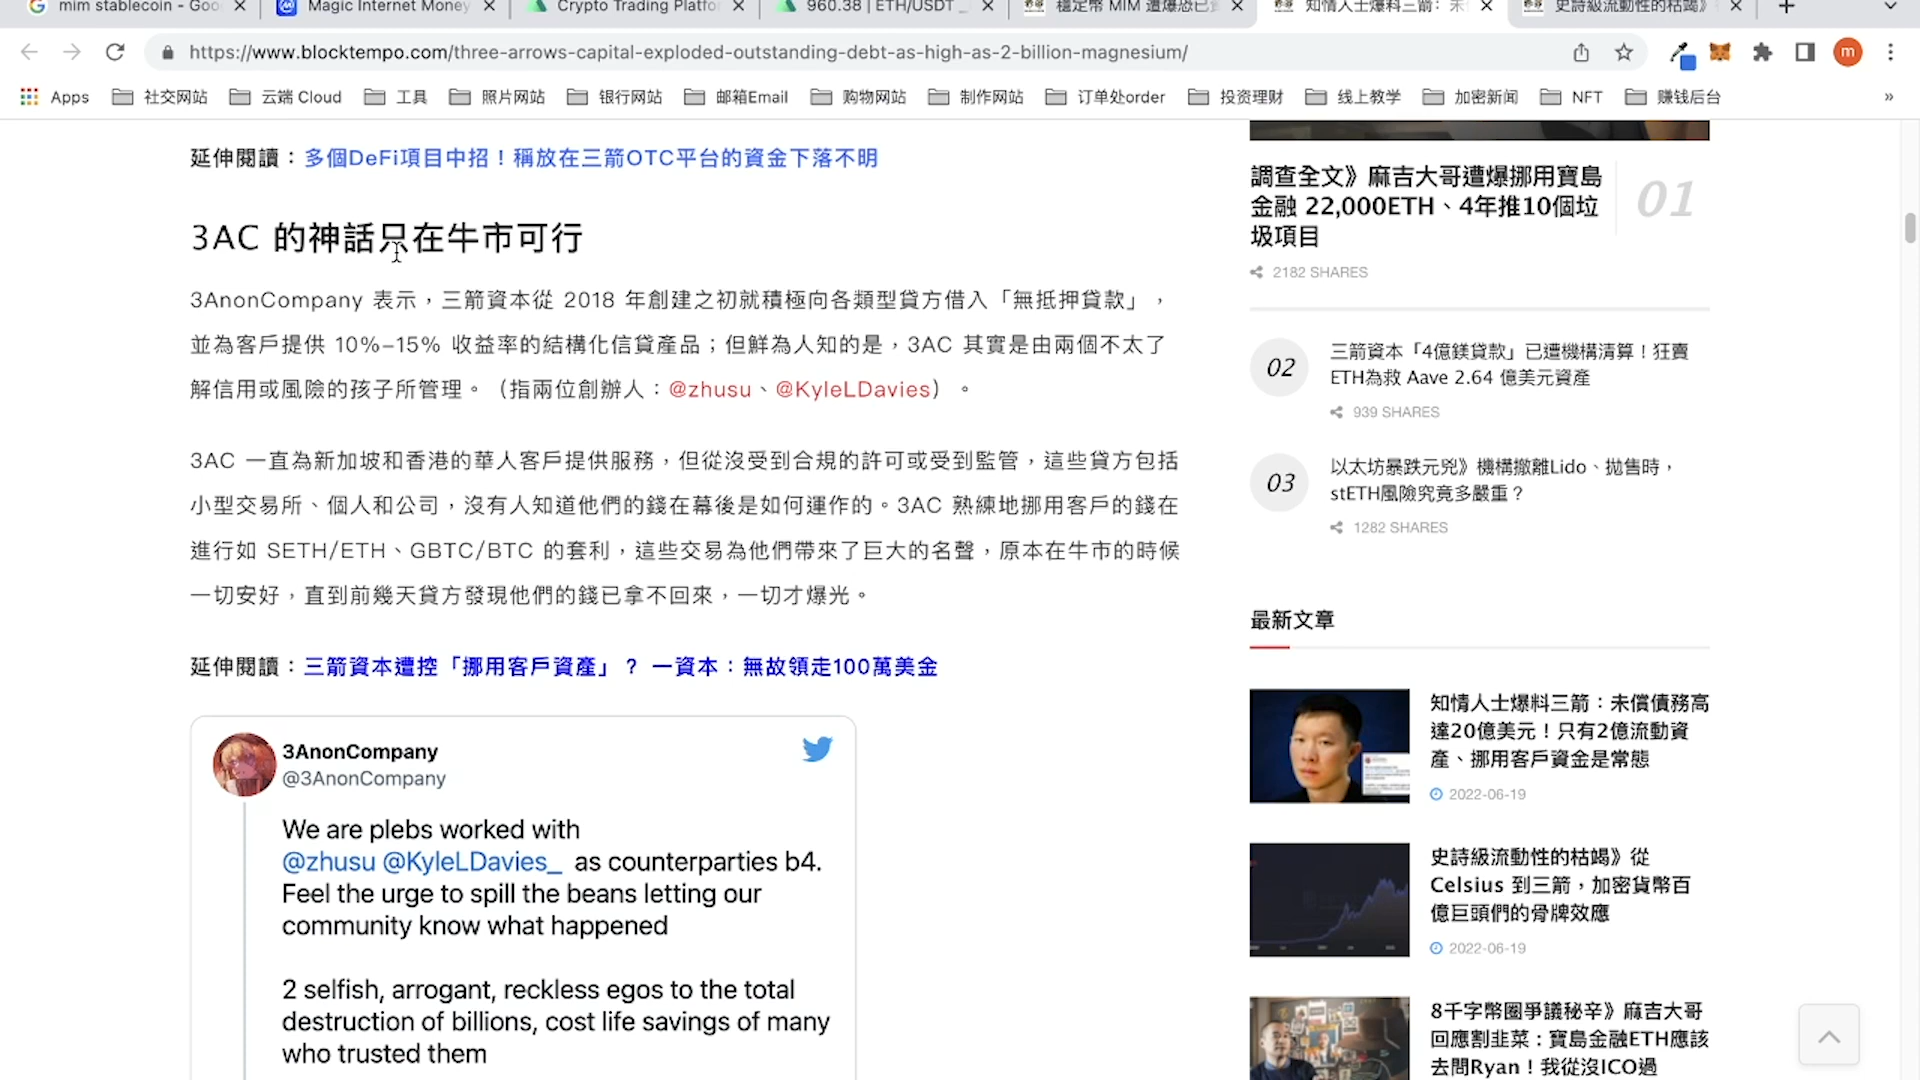 mim stablecoin - Goo
Magic Internet Money
Crypto Trading Platfo
960.38 | ETH/USDT _
穩定幣 MIM 遭爆恐已
知情人士爆料三箭：未
史詩級流動性的枯竭》
https://www.blocktempo.com/three-arrows-capital-exploded-outstanding-debt-as-high-as-2-billion-magnesium/
m
Apps
社交网站
云端 Cloud
工具
照片网站
银行网站
邮箱Email
购物网站
制作网站
订单处order
投资理财
线上教学
加密新闻
NFT
赚钱后台
»
延伸閱讀：多個DeFi項目中招！稱放在三箭OTC平台的資金下落不明
3AC 的神話只在牛市可行
3AnonCompany 表示，三箭資本從 2018 年創建之初就積極向各類型貸方借入「無抵押貸款」，
並為客戶提供 10%–15% 收益率的結構化信貸產品；但鮮為人知的是，3AC 其實是由兩個不太了
解信用或風險的孩子所管理。（指兩位創辦人：@zhusu、@KyleLDavies）。
3AC 一直為新加坡和香港的華人客戶提供服務，但從沒受到合規的許可或受到監管，這些貸方包括
小型交易所、個人和公司，沒有人知道他們的錢在幕後是如何運作的。3AC 熟練地挪用客戶的錢在
進行如 SETH/ETH、GBTC/BTC 的套利，這些交易為他們帶來了巨大的名聲，原本在牛市的時候
一切安好，直到前幾天貸方發現他們的錢已拿不回來，一切才爆光。
延伸閱讀：三箭資本遭控「挪用客戶資產」？ 一資本：無故領走100萬美金
3AnonCompany
@3AnonCompany
We are plebs worked with
@zhusu @KyleLDavies_ as counterparties b4.
Feel the urge to spill the beans letting our
community know what happened
2 selfish, arrogant, reckless egos to the total
destruction of billions, cost life savings of many
who trusted them
調查全文》麻吉大哥遭爆挪用寶島
金融 22,000ETH、4年推10個垃
圾項目
01
2182 SHARES
02
三箭資本「4億鎂貸款」已遭機構清算！狂賣
ETH為救 Aave 2.64 億美元資產
939 SHARES
03
以太坊暴跌元兇》機構撤離Lido、拋售時，
stETH風險究竟多嚴重？
1282 SHARES
最新文章
知情人士爆料三箭：未償債務高
達20億美元！只有2億流動資
產、挪用客戶資金是常態
2022-06-19
史詩級流動性的枯竭》從
Celsius 到三箭，加密貨幣百
億巨頭們的骨牌效應
2022-06-19
8千字幣圈爭議秘辛》麻吉大哥
回應割韭菜：寶島金融ETH應該
去問Ryan！我從沒ICO過